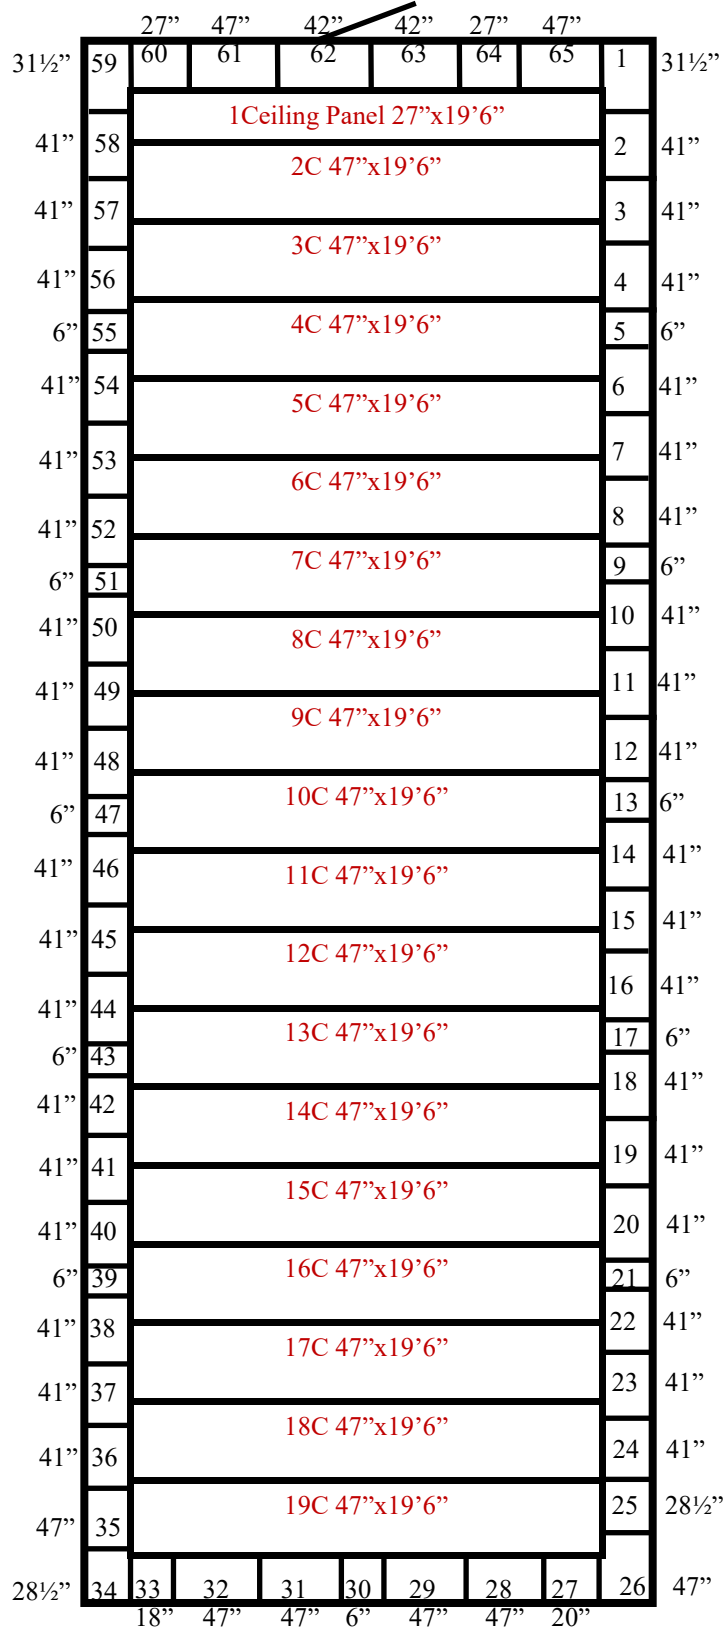 27” 47” 42” 42” 27” 47”
31½” 59 60 61 62 63 64 65 1 31½”
1Ceiling Panel 27”x19’6”
41” 58 2 41”
2C 47”x19’6”
41” 57 3 41”
3C 47”x19’6”
41” 56 4 41”
6” 55 4C 47”x19’6” 5 6”
41” 54 6 41”
5C 47”x19’6”
41” 53 7 41”
6C 47”x19’6”
41” 52 8 41”
7C 47”x19’6” 9 6”
6” 51
41” 50 10 41”
8C 47”x19’6”
41” 49 11 41”
9C 47”x19’6”
41” 48 12 41”
10C 47”x19’6”
6” 47 13 6”
41” 46 14 41”
11C 47”x19’6”
41” 45 15 41”
12C 47”x19’6”
41” 44 16 41”
13C 47”x19’6” 17 6”
6” 43
41” 42 18 41”
14C 47”x19’6”
41” 41 19 41”
15C 47”x19’6”
41” 40 20 41”
16C 47”x19’6”
6” 39 21 6”
41” 38 22 41”
17C 47”x19’6”
41” 37 23 41”
18C 47”x19’6”
41” 36 24 41”
19C 47”x19’6” 25 28½”
47” 35
28½” 34 33 32 31 30 29 28 27 26 47”
18” 47” 47” 6” 47” 47” 20”